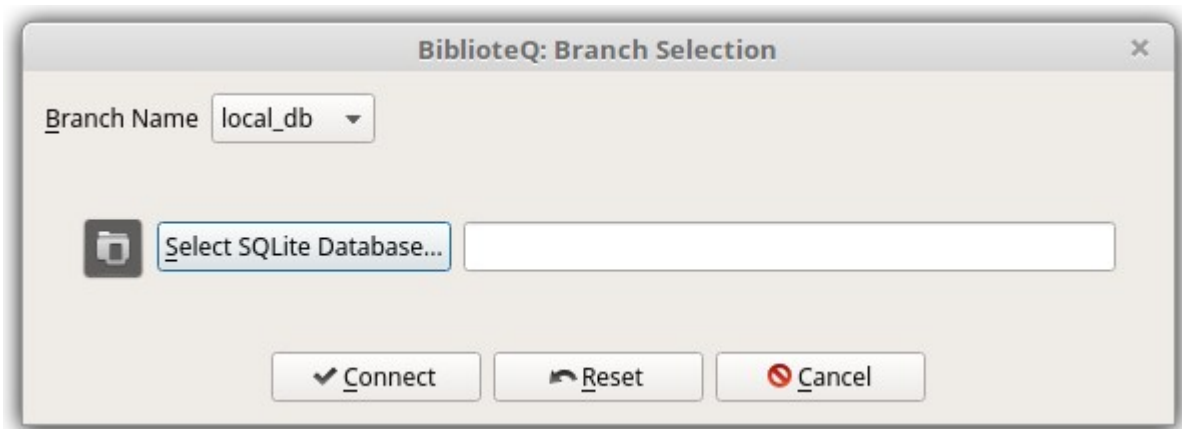 BiblioteQ: Branch Selection
Branch Name local_db
Select SQLite Database...
Connect Reset Cancel